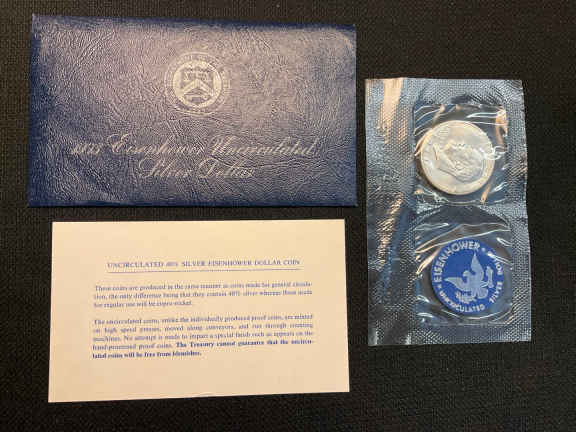 Eisenhower Uncirculated
Silver Dollar
UNCIRCULATED 40% SILVER EISENHOWER DOLLAR COIN
These coins are produced in the same manner as coins made for general circula-
tion, the only difference being that they contain 40% silver whereas those made
for regular use will be cupro-nickel.
The uncirculated coins, unlike the individually produced proof coins, are minted
on high speed presses, moved along conveyors, and run through counting
machines. No attempt is made to impart a special finish such as appears on the
hand-processed proof coins. The Treasury cannot guarantee that the uncircu-
lated coins will be free from blemishes.
EISENHOWER
UNCIRCULATED SILVER